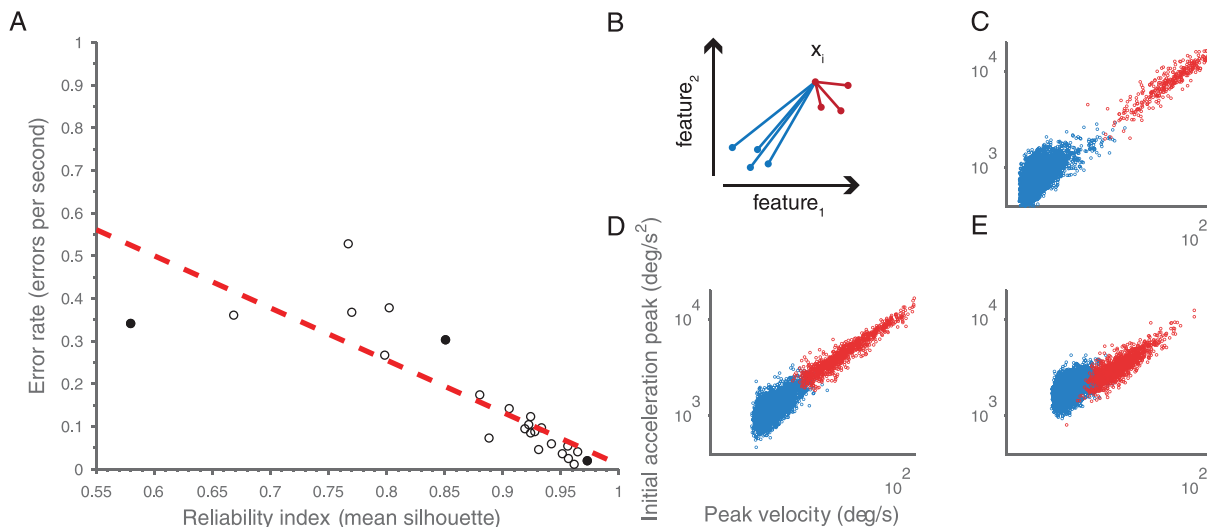 A
1
0.9
0.8
0.7
0.6
0.5
0.4
0.3
0.2
0.1
0
Error rate (errors per second)
0.55 0.6 0.65 0.7 0.75 0.8 0.85 0.9 0.95 1
Reliability index (mean silhouette)
B
xi
feature2
feature1
C
10^4
10^3
10^2
D
Initial acceleration peak (deg/s^2)
10^4
10^3
10^2
Peak velocity (deg/s)
E
10^4
10^3
10^2